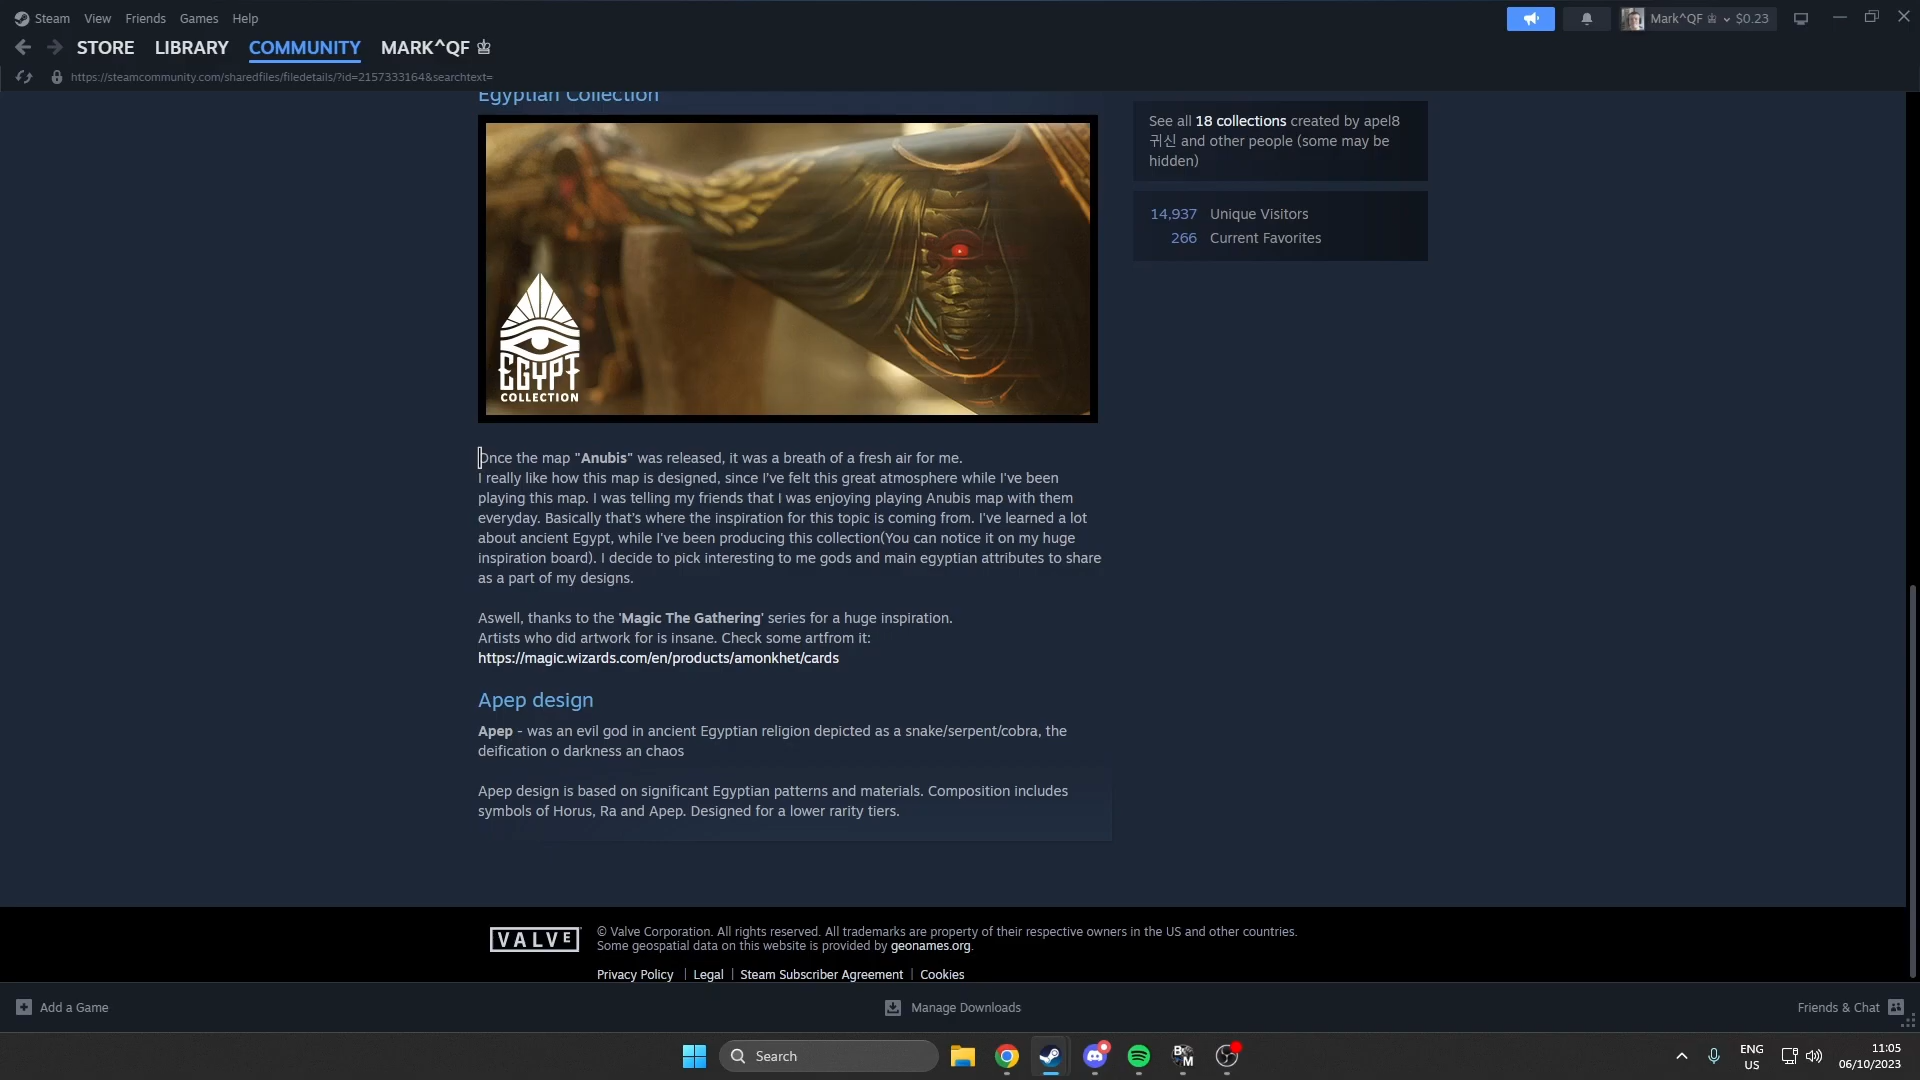 Steam View Friends Games Help
Mark^QF $0.23
STORE LIBRARY COMMUNITY MARK^QF
https://steamcommunity.com/sharedfiles/filedetails/?id=2157333164&searchtext=
Egyptian Collection
EGYPT
COLLECTION
See all 18 collections created by apel8
귀신 and other people (some may be
hidden)
14,937 Unique Visitors
266 Current Favorites
Once the map "Anubis" was released, it was a breath of a fresh air for me.
I really like how this map is designed, since I've felt this great atmosphere while I've been
playing this map. I was telling my friends that I was enjoying playing Anubis map with them
everyday. Basically that's where the inspiration for this topic is coming from. I've learned a lot
about ancient Egypt, while I've been producing this collection(You can notice it on my huge
inspiration board). I decide to pick interesting to me gods and main egyptian attributes to share
as a part of my designs.
Aswell, thanks to the 'Magic The Gathering' series for a huge inspiration.
Artists who did artwork for is insane. Check some artfrom it:
https://magic.wizards.com/en/products/amonkhet/cards
Apep design
Apep - was an evil god in ancient Egyptian religion depicted as a snake/serpent/cobra, the
deification o darkness an chaos
Apep design is based on significant Egyptian patterns and materials. Composition includes
symbols of Horus, Ra and Apep. Designed for a lower rarity tiers.
VALVE
© Valve Corporation. All rights reserved. All trademarks are property of their respective owners in the US and other countries.
Some geospatial data on this website is provided by geonames.org.
Privacy Policy | Legal | Steam Subscriber Agreement | Cookies
Add a Game
Manage Downloads
Friends & Chat
Search
B M
ENG
US
11:05
06/10/2023